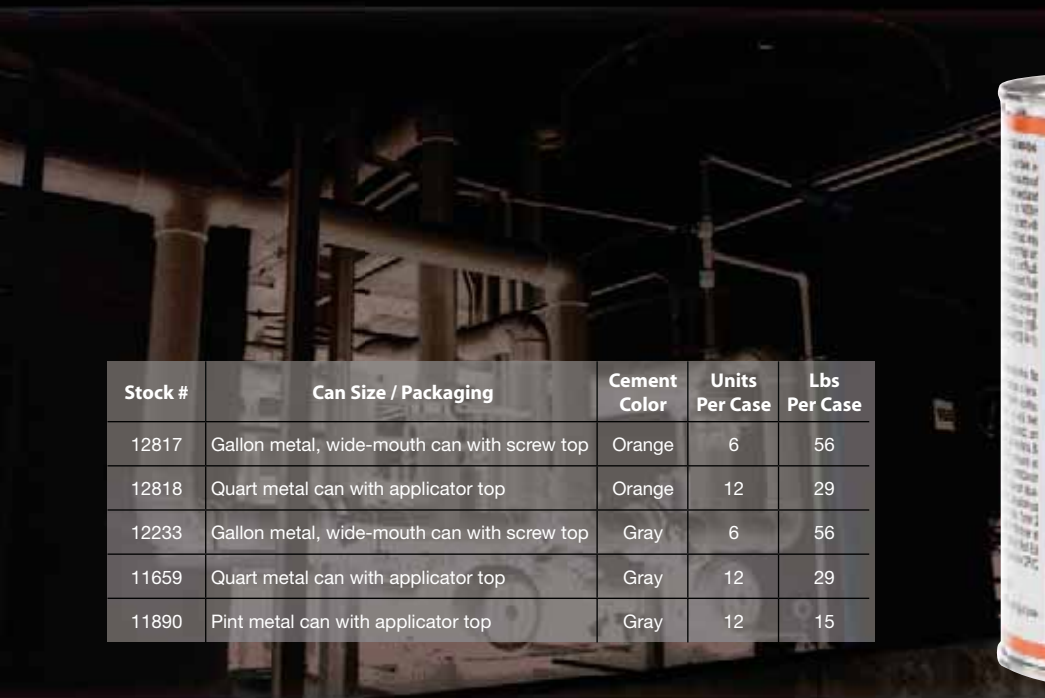 Stock # Can Size / Packaging Cement Color Units Per Case Lbs Per Case
12817 Gallon metal, wide-mouth can with screw top Orange 6 56
12818 Quart metal can with applicator top Orange 12 29
12233 Gallon metal, wide-mouth can with screw top Gray 6 56
11659 Quart metal can with applicator top Gray 12 29
11890 Pint metal can with applicator top Gray 12 15